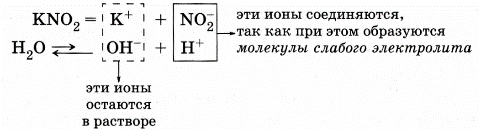 KNO₂ = K⁺ + NO₂⁻
H₂O ⇄ OH⁻ + H⁺
эти ионы соединяются,
так как при этом образуются
молекулы слабого электролита
эти ионы
остаются
в растворе